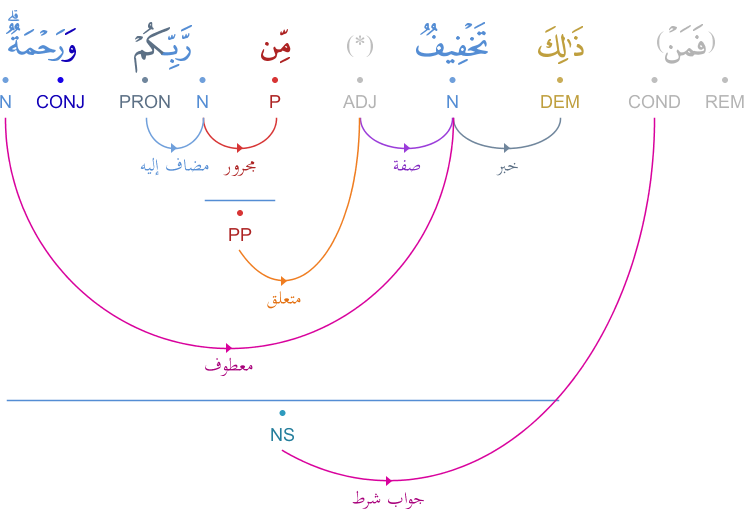 (فَمَنْ) ذَٰلِكَ تَخْفِيفٌ (*) مِّن رَّبِّكُمْ وَرَحْمَةٌ ۗ
REM COND DEM N ADJ P N PRON CONJ N
خبر صفة مجرور مضاف إليه
PP
متعلق
معطوف
NS
جواب شرط